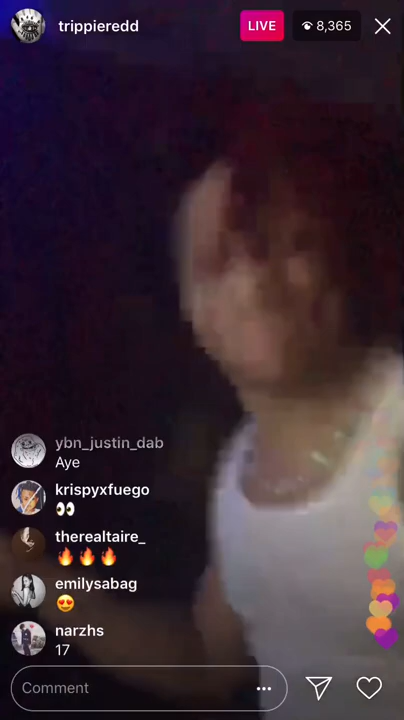 trippieredd
LIVE
8,365
ybn_justin_dab
Aye
krispyxfuego
👀
therealtaire_
🔥🔥🔥
emilysabag
😍
narzhs
17
Comment